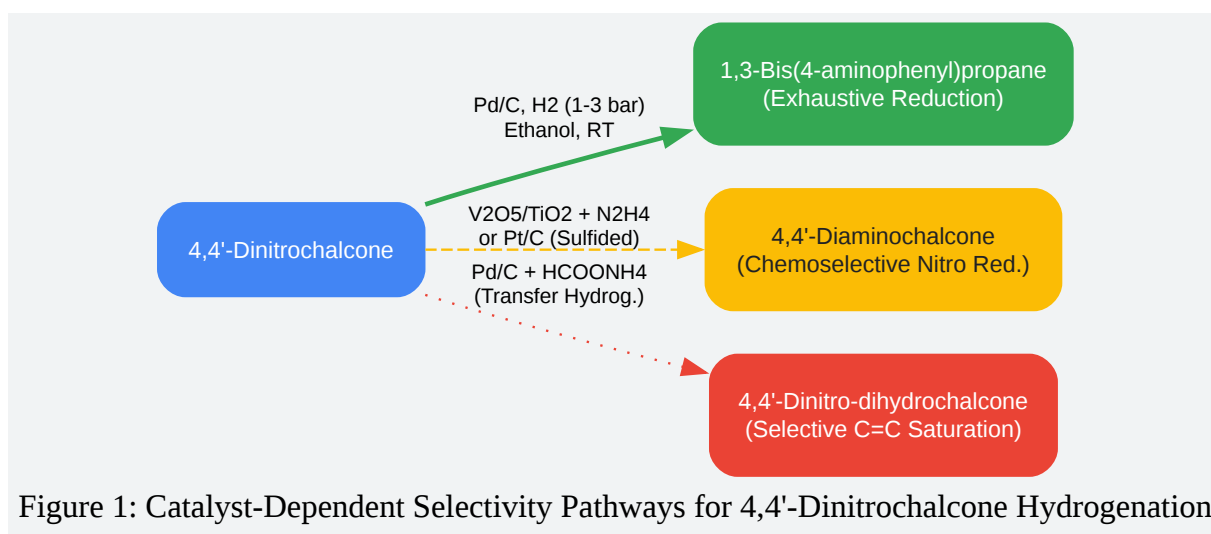 1,3-Bis(4-aminophenyl)propane
(Exhaustive Reduction)
Pd/C, H2 (1-3 bar)
Ethanol, RT
4,4'-Dinitrochalcone
V2O5/TiO2 + N2H4
or Pt/C (Sulfided)
4,4'-Diaminochalcone
(Chemoselective Nitro Red.)
Pd/C + HCOONH4
(Transfer Hydrog.)
4,4'-Dinitro-dihydrochalcone
(Selective C=C Saturation)
Figure 1: Catalyst-Dependent Selectivity Pathways for 4,4'-Dinitrochalcone Hydrogenation